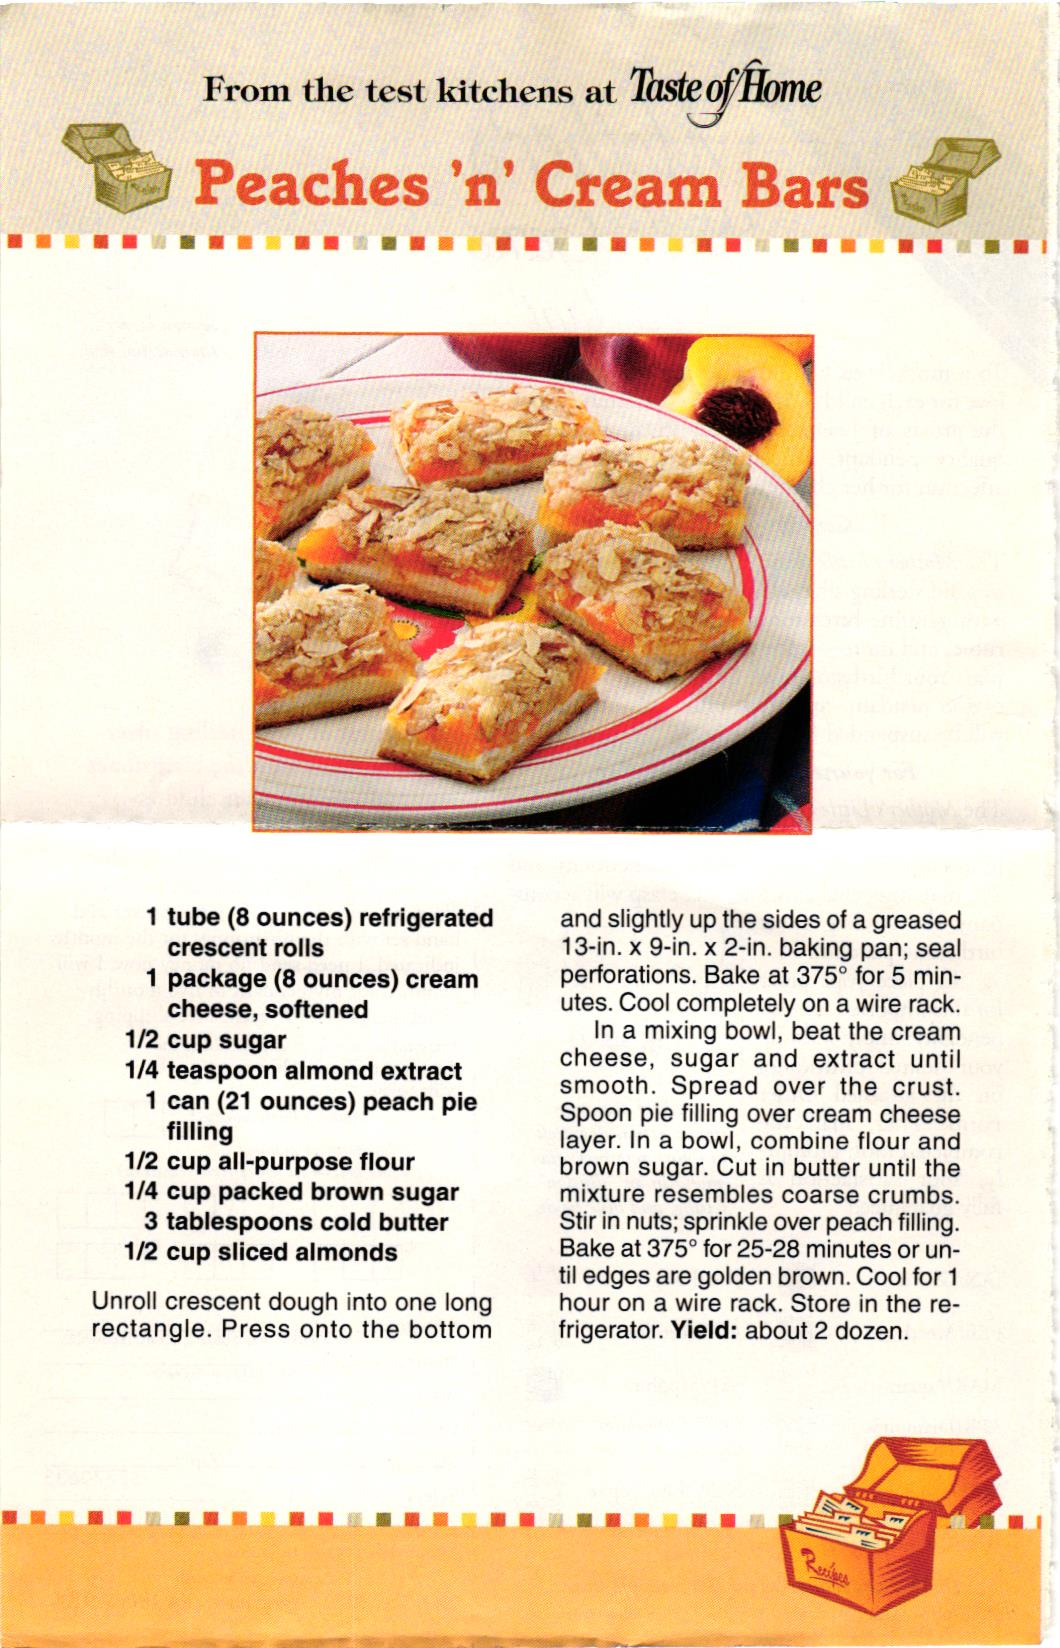 From the test kitchens at Taste of Home
Peaches 'n' Cream Bars
Recipes
1 tube (8 ounces) refrigerated
crescent rolls
1 package (8 ounces) cream
cheese, softened
1/2 cup sugar
1/4 teaspoon almond extract
1 can (21 ounces) peach pie
filling
1/2 cup all-purpose flour
1/4 cup packed brown sugar
3 tablespoons cold butter
1/2 cup sliced almonds
Unroll crescent dough into one long
rectangle. Press onto the bottom
and slightly up the sides of a greased
13-in. x 9-in. x 2-in. baking pan; seal
perforations. Bake at 375° for 5 min-
utes. Cool completely on a wire rack.
In a mixing bowl, beat the cream
cheese, sugar and extract until
smooth. Spread over the crust.
Spoon pie filling over cream cheese
layer. In a bowl, combine flour and
brown sugar. Cut in butter until the
mixture resembles coarse crumbs.
Stir in nuts; sprinkle over peach filling.
Bake at 375° for 25-28 minutes or un-
til edges are golden brown. Cool for 1
hour on a wire rack. Store in the re-
frigerator. Yield: about 2 dozen.
Recipes